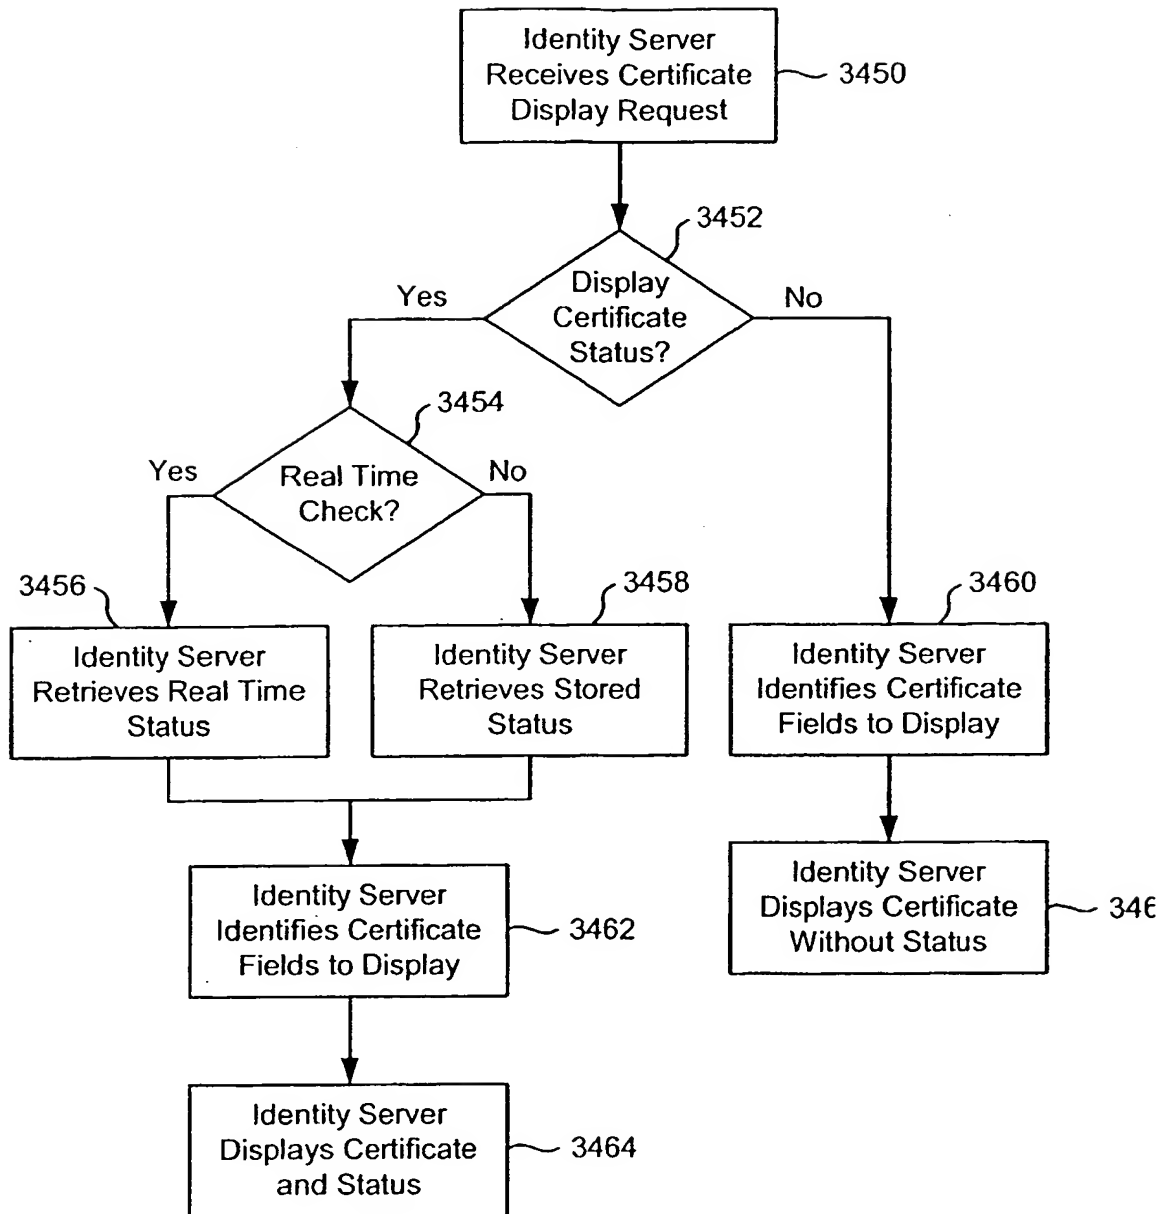 Identity Server
Receives Certificate
Display Request
3450
3452
Display
Certificate
Status?
Yes
No
3454
Real Time
Check?
Yes
No
3456
Identity Server
Retrieves Real Time
Status
3458
Identity Server
Retrieves Stored
Status
3460
Identity Server
Identifies Certificate
Fields to Display
Identity Server
Identifies Certificate
Fields to Display
3462
Identity Server
Displays Certificate
Without Status
Identity Server
Displays Certificate
and Status
3464